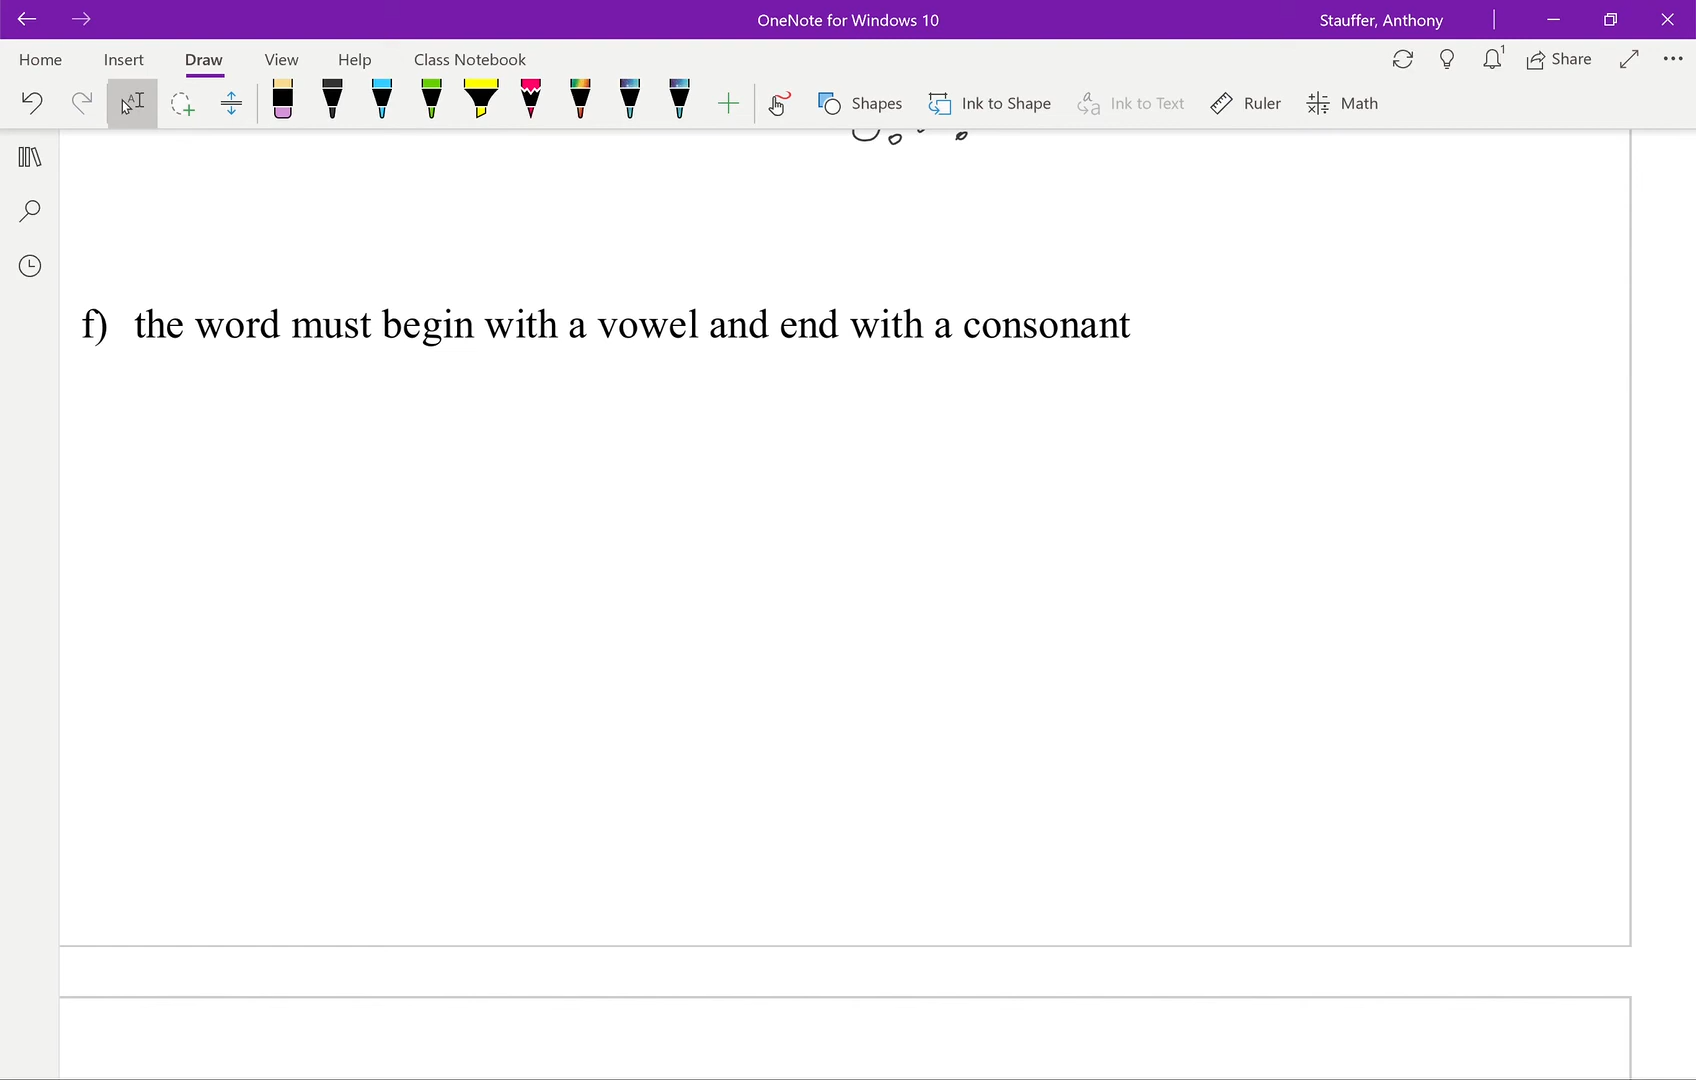 OneNote for Windows 10
Stauffer, Anthony
Home Insert Draw View Help Class Notebook
1
Share
Shapes Ink to Shape Ink to Text Ruler Math
f) the word must begin with a vowel and end with a consonant